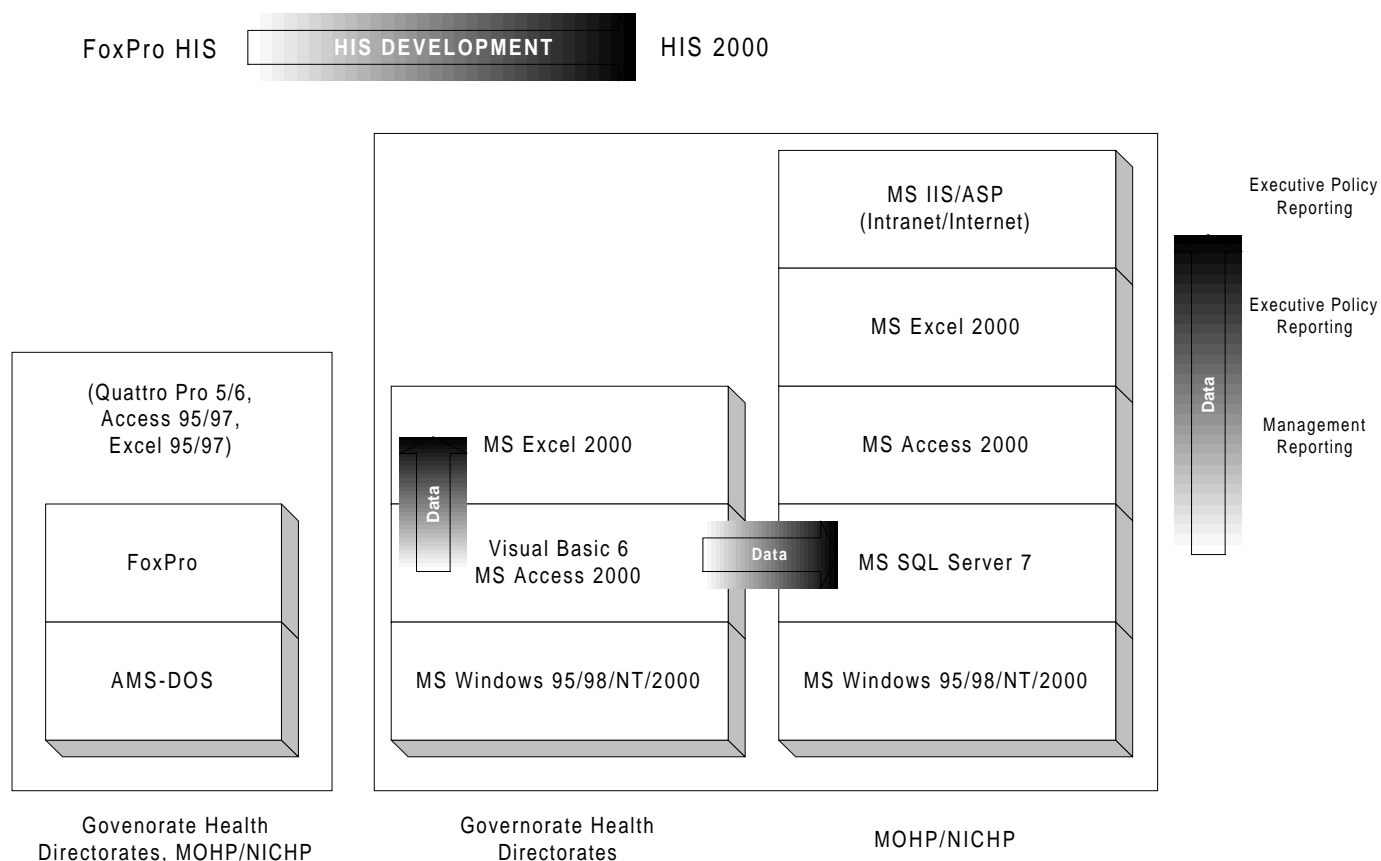 FoxPro HIS
HIS DEVELOPMENT
HIS 2000
(Quattro Pro 5/6,
Access 95/97,
Excel 95/97)
FoxPro
AMS-DOS
Govenorate Health
Directorates, MOHP/NICHP
MS Excel 2000
Data
Visual Basic 6
MS Access 2000
MS Windows 95/98/NT/2000
Governorate Health
Directorates
Data
MS IIS/ASP
(Intranet/Internet)
MS Excel 2000
MS Access 2000
MS SQL Server 7
MS Windows 95/98/NT/2000
MOHP/NICHP
Data
Executive Policy
Reporting
Executive Policy
Reporting
Management
Reporting